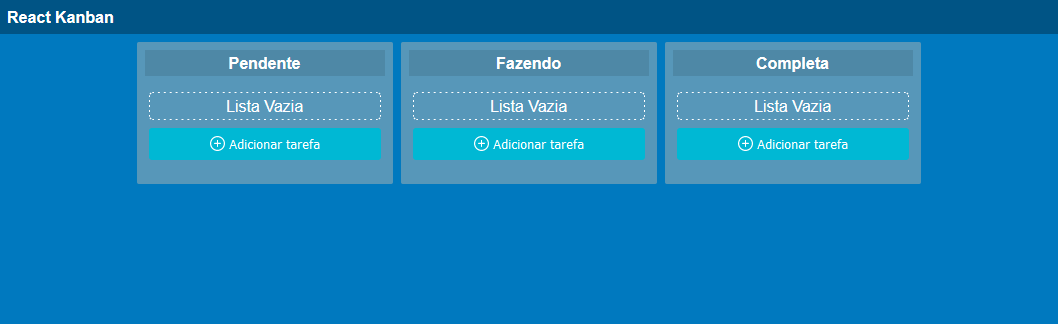 React Kanban
Pendente
Lista Vazia
Adicionar tarefa
Fazendo
Lista Vazia
Adicionar tarefa
Completa
Lista Vazia
Adicionar tarefa